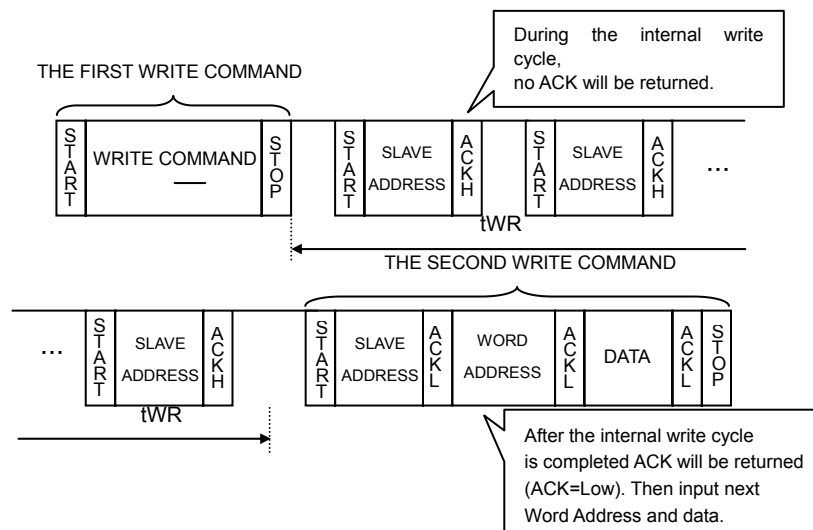 During the internal write
cycle,
no ACK will be returned.
THE FIRST WRITE COMMAND
START
WRITE COMMAND
STOP
START
SLAVE
ADDRESS
ACKH
START
SLAVE
ADDRESS
ACKH
...
tWR
THE SECOND WRITE COMMAND
...
START
SLAVE
ADDRESS
ACKH
START
SLAVE
ADDRESS
ACKL
WORD
ADDRESS
ACKL
DATA
ACKL
STOP
tWR
After the internal write cycle
is completed ACK will be returned
(ACK=Low). Then input next
Word Address and data.